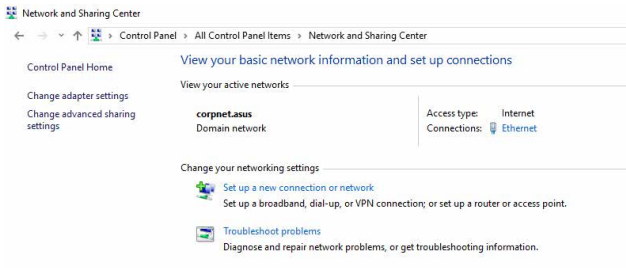 Network and Sharing Center
Control Panel > All Control Panel Items > Network and Sharing Center
Control Panel Home
Change adapter settings
Change advanced sharing
settings
View your basic network information and set up connections
View your active networks
corpnet.asus
Domain network
Access type: Internet
Connections: Ethernet
Change your networking settings
Set up a new connection or network
Set up a broadband, dial-up, or VPN connection; or set up a router or access point.
Troubleshoot problems
Diagnose and repair network problems, or get troubleshooting information.